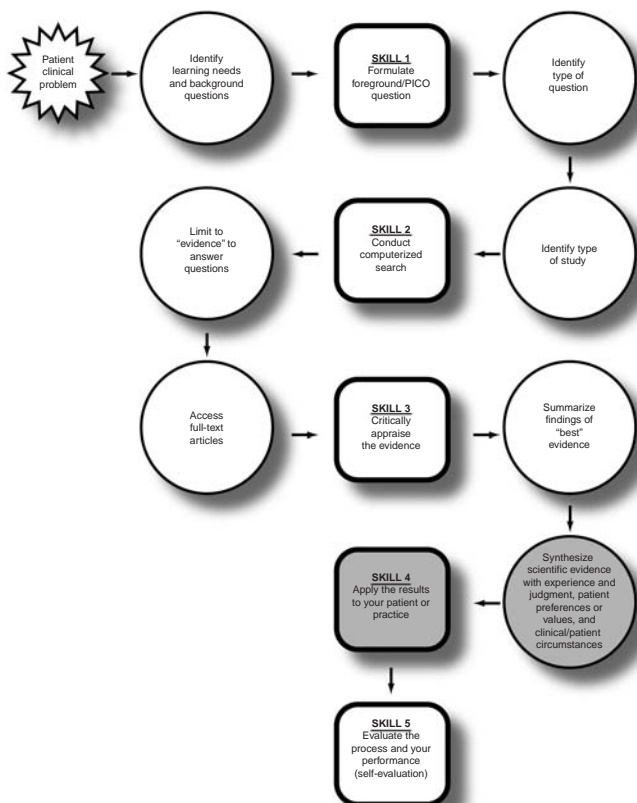 Patient
clinical
problem
Identify
learning needs
and background
questions
SKILL 1
Formulate
foreground/PICO
question
Identify
type of
question
Identify type
of study
SKILL 2
Conduct
computerized
search
Limit to
“evidence” to
answer
questions
Access
full-text
articles
SKILL 3
Critically
appraise
the evidence
Summarize
findings of
“best”
evidence
Synthesize
scientific evidence
with experience and
judgment, patient
preferences or
values, and
clinical/patient
circumstances
SKILL 4
Apply the results
to your patient or
practice
SKILL 5
Evaluate the
process and your
performance
(self-evaluation)